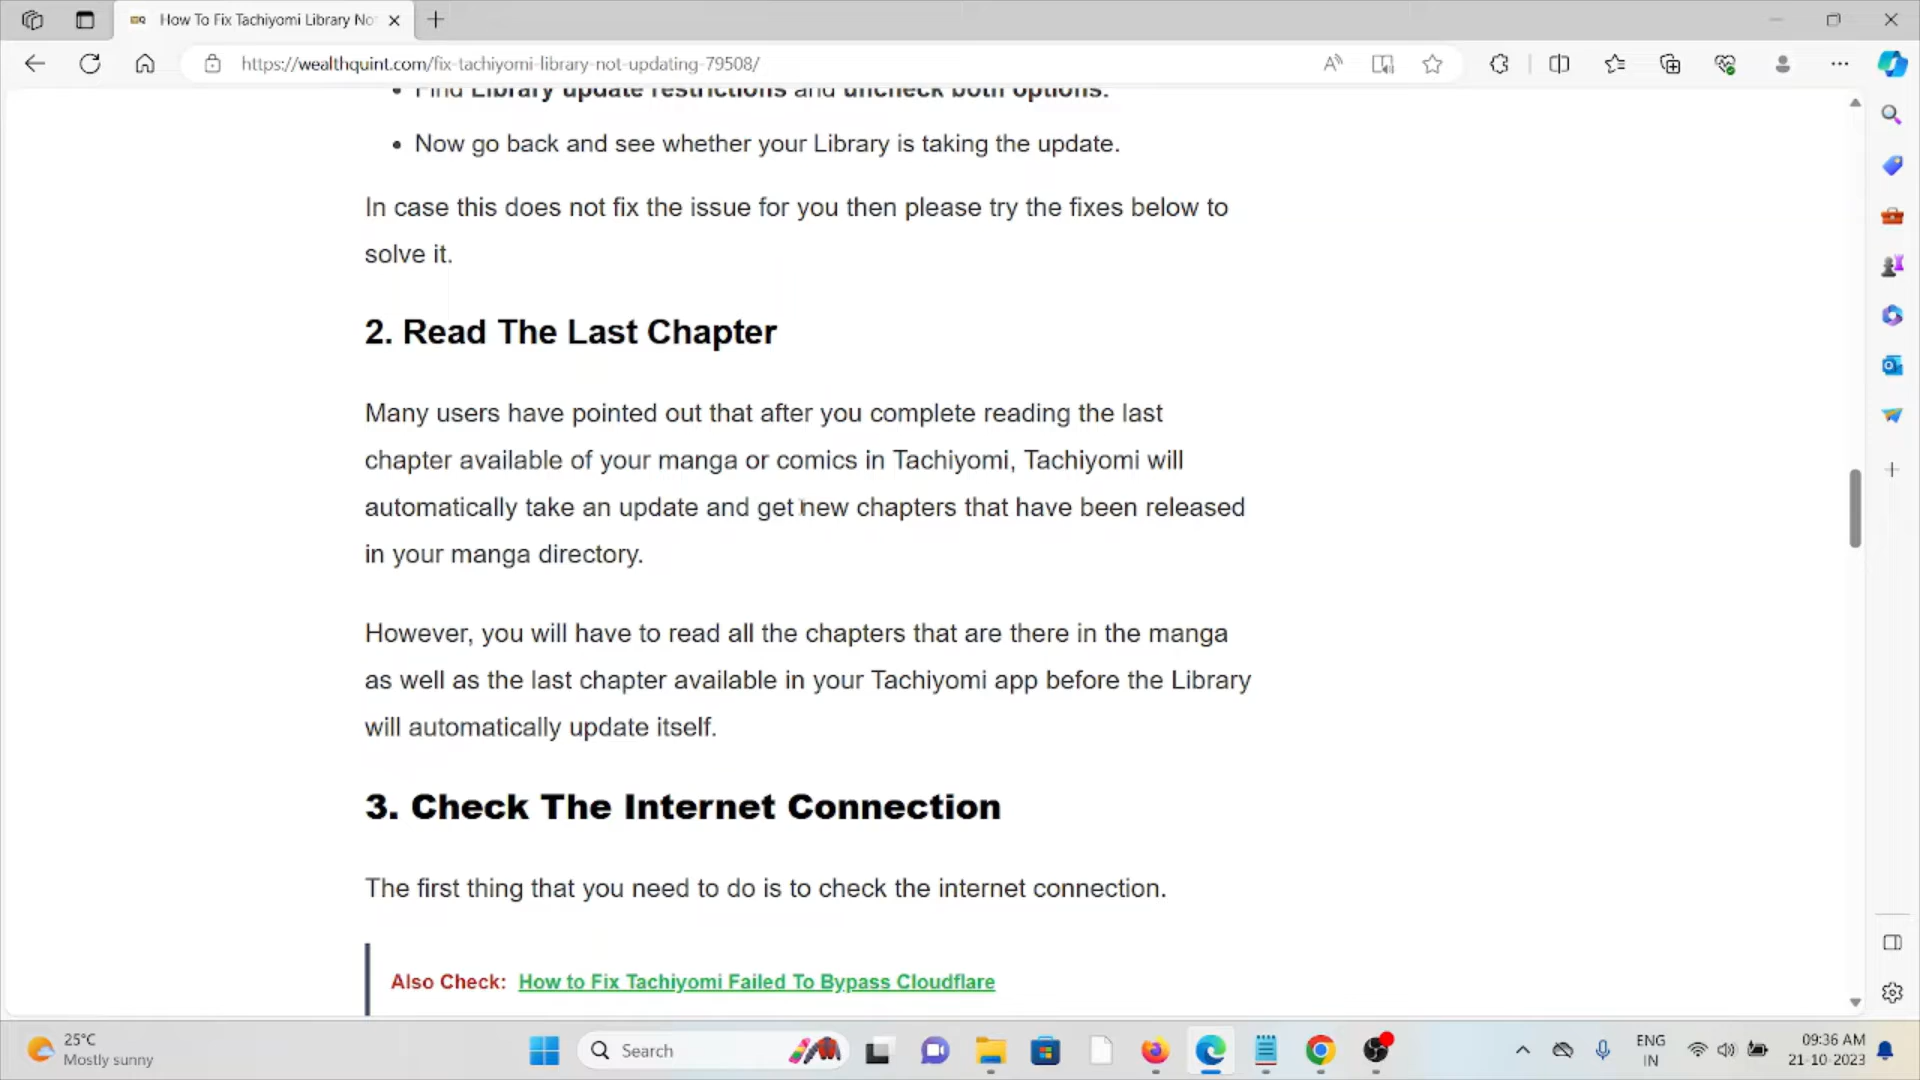 How To Fix Tachiyomi Library No
https://wealthquint.com/fix-tachiyomi-library-not-updating-79508/
• Find Library update restrictions and uncheck both options.
• Now go back and see whether your Library is taking the update.
In case this does not fix the issue for you then please try the fixes below to
solve it.
2. Read The Last Chapter
Many users have pointed out that after you complete reading the last
chapter available of your manga or comics in Tachiyomi, Tachiyomi will
automatically take an update and get new chapters that have been released
in your manga directory.
However, you will have to read all the chapters that are there in the manga
as well as the last chapter available in your Tachiyomi app before the Library
will automatically update itself.
3. Check The Internet Connection
The first thing that you need to do is to check the internet connection.
Also Check: How to Fix Tachiyomi Failed To Bypass Cloudflare
25°C
Mostly sunny
Search
ENG
IN
09:36 AM
21-10-2023